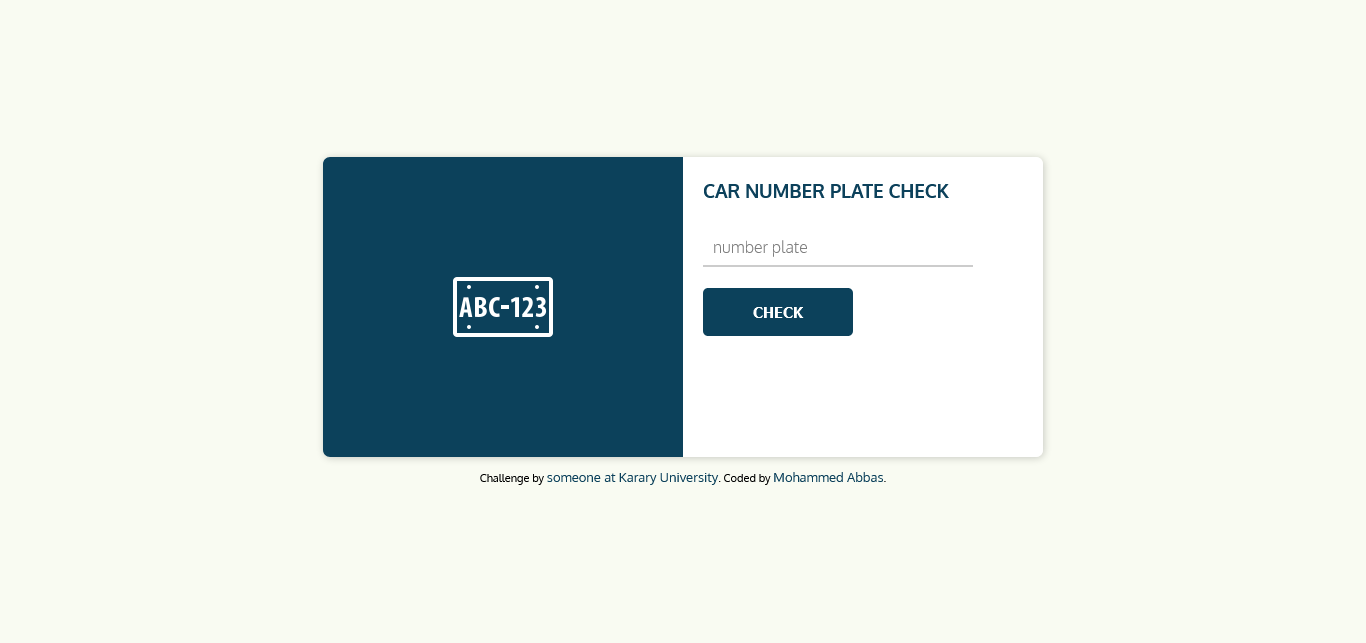 CAR NUMBER PLATE CHECK
number plate
ABC-123
CHECK
Challenge by someone at Karary University. Coded by Mohammed Abbas.